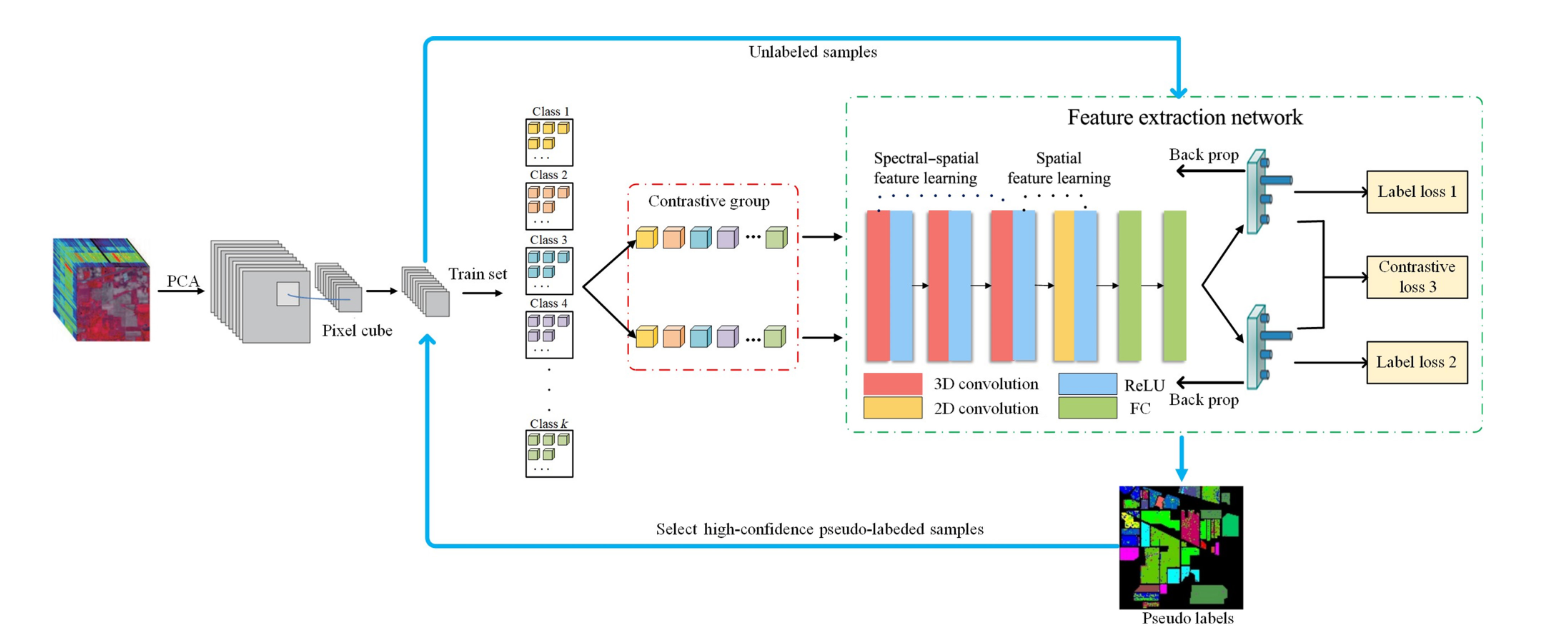 Unlabeled samples
PCA
Pixel cube
Train set
Class 1
...
Class 2
...
Class 3
...
Class 4
...
Class k
...
Contrastive group
...
...
Feature extraction network
Spectral–spatial
feature learning
Spatial
feature learning
Back prop
3D convolution
ReLU
2D convolution
FC
Back prop
Label loss 1
Contrastive
loss 3
Label loss 2
Select high-confidence pseudo-labeded samples
Pseudo labels